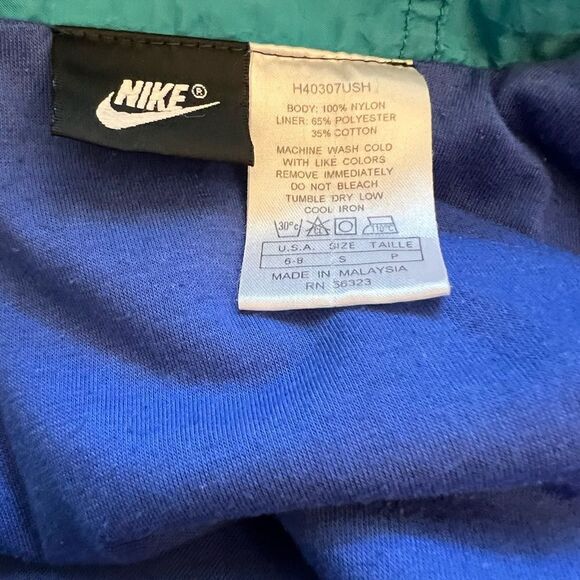 NIKE®
H40307USH
BODY: 100% NYLON
LINER: 65% POLYESTER
35% COTTON
MACHINE WASH COLD
WITH LIKE COLORS
REMOVE IMMEDIATELY
DO NOT BLEACH
TUMBLE DRY LOW
COOL IRON
30°c 110°C
U.S.A. SIZE TAILLE
6-8 S P
MADE IN MALAYSIA
RN 56323